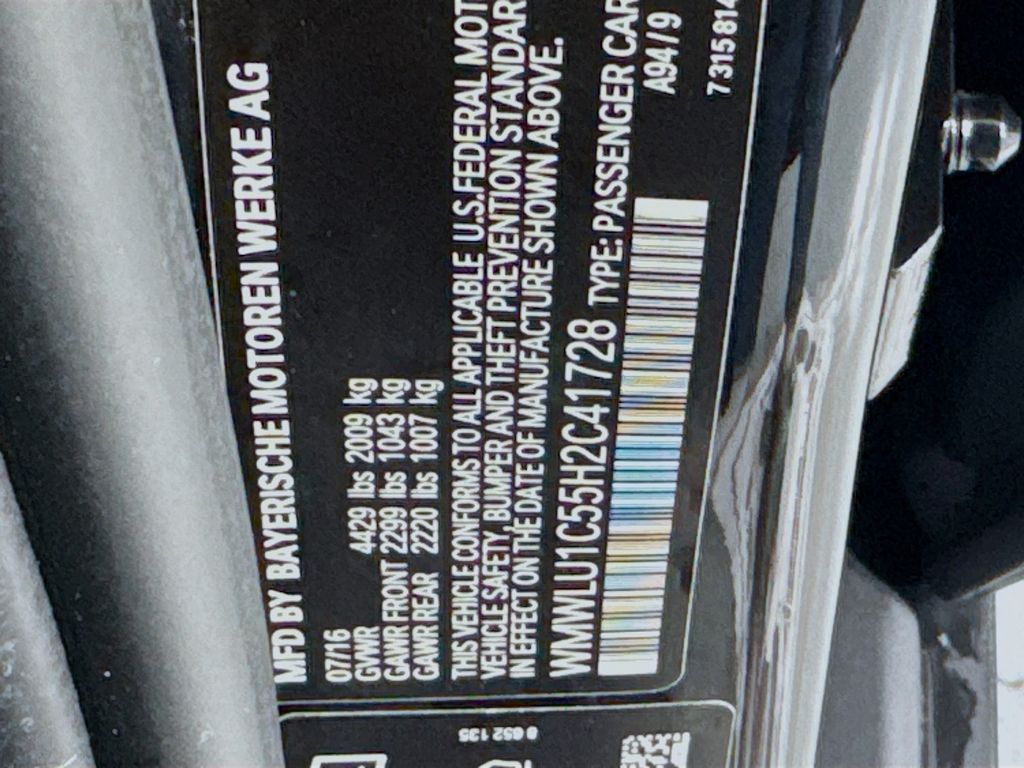 MFD BY BAYERISCHE MOTOREN WERKE AG
07/16
GVWR 4429 lbs 2009 kg
GAWR FRONT 2299 lbs 1043 kg
GAWR REAR 2220 lbs 1007 kg
THIS VEHICLE CONFORMS TO ALL APPLICABLE U.S.FEDERAL MOT
VEHICLE SAFETY, BUMPER AND THEFT PREVENTION STANDAR
IN EFFECT ON THE DATE OF MANUFACTURE SHOWN ABOVE.
WMWLU1C55H2C41728 TYPE: PASSENGER CAR
A94/9
7 315 814
8 652 135